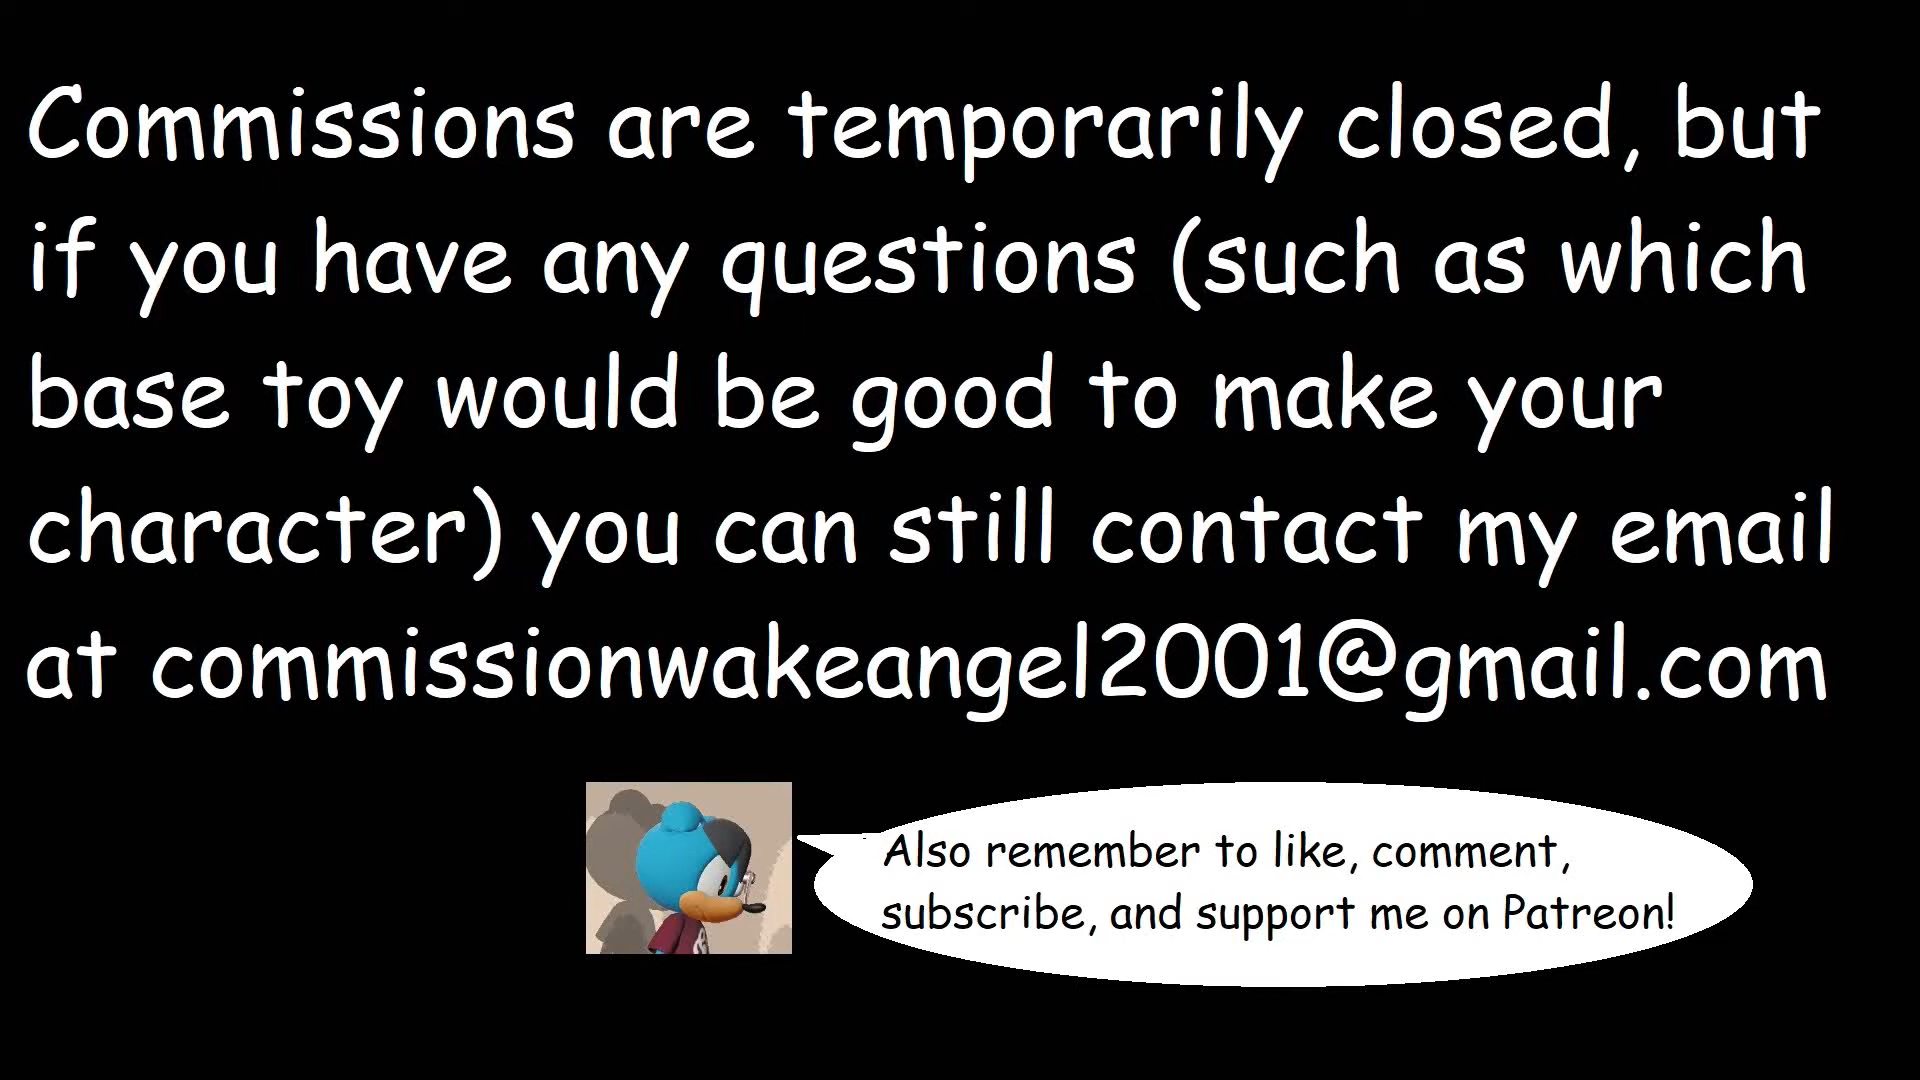 Commissions are temporarily closed, but
if you have any questions (such as which
base toy would be good to make your
character) you can still contact my email
at commissionwakeangel2001@gmail.com
Also remember to like, comment,
subscribe, and support me on Patreon!